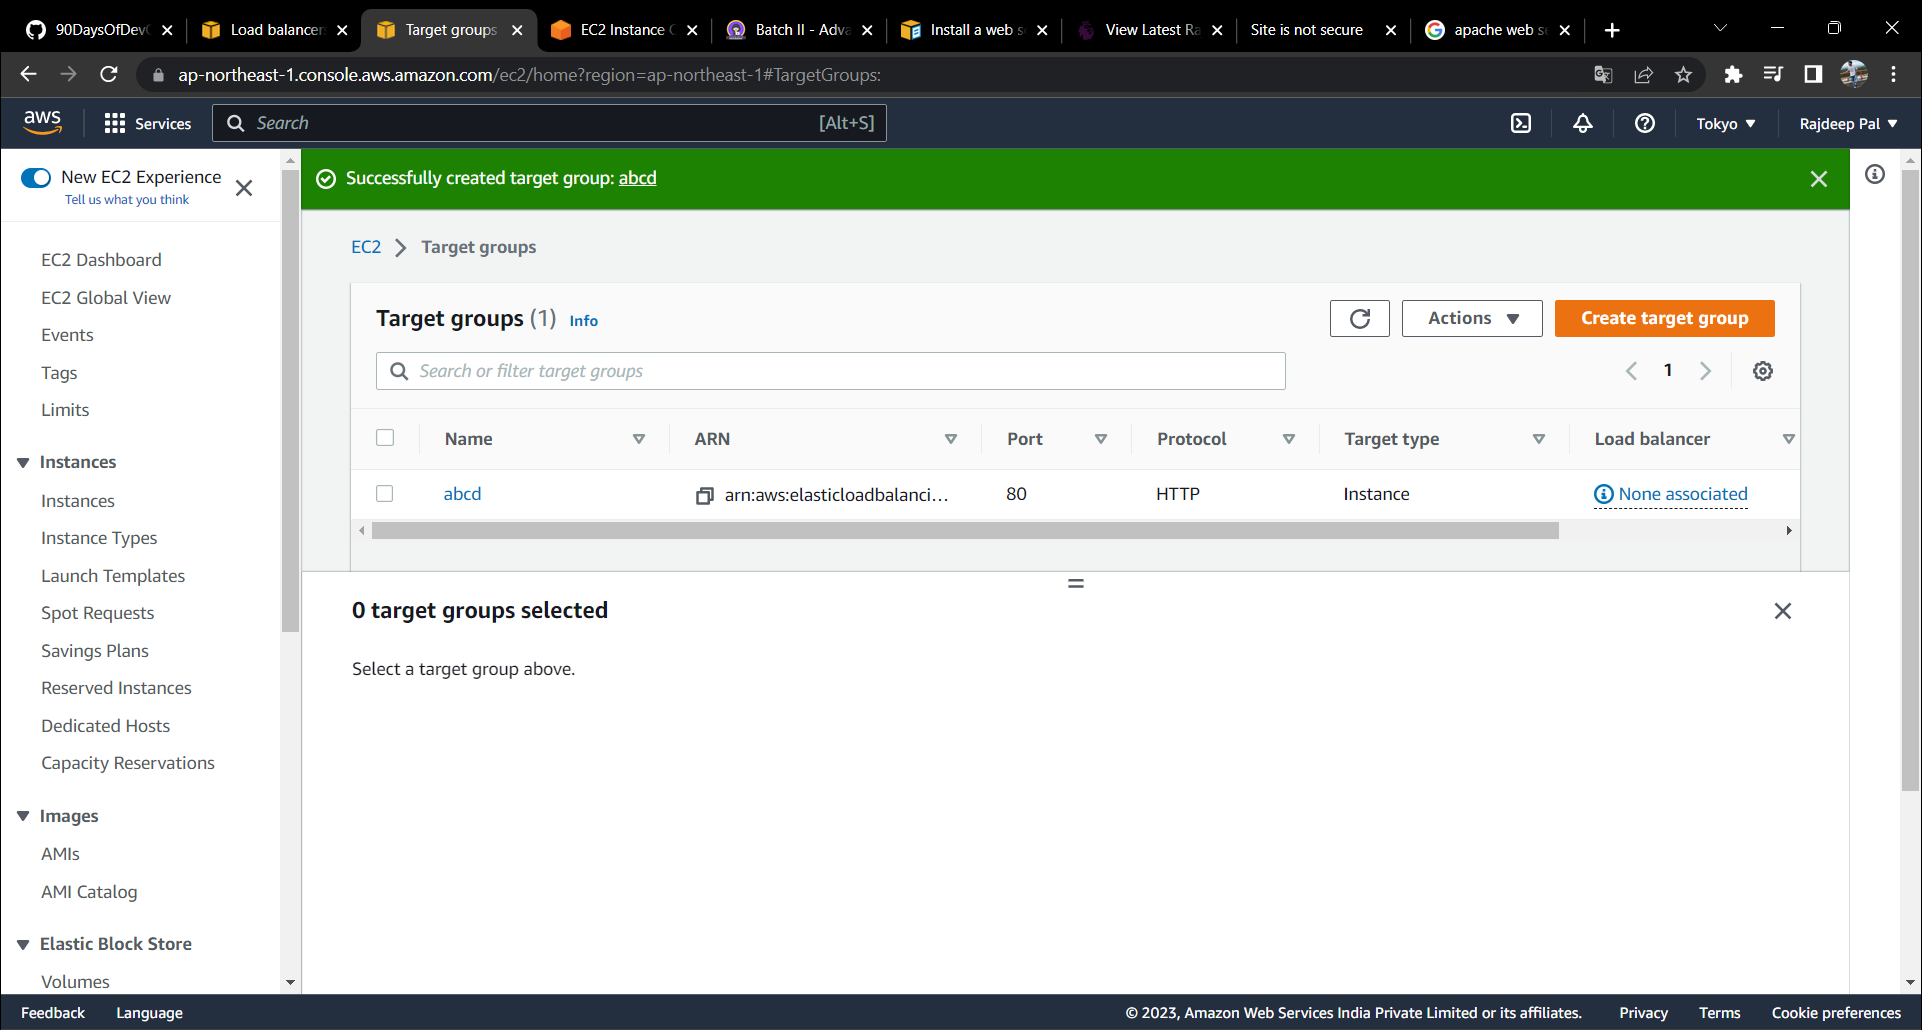 90DaysOfDevO
Load balancers
Target groups
EC2 Instance C
Batch II - Adva
Install a web s
View Latest Ra
Site is not secure
apache web se
ap-northeast-1.console.aws.amazon.com/ec2/home?region=ap-northeast-1#TargetGroups:
aws
Services
Search
[Alt+S]
Tokyo
Rajdeep Pal
New EC2 Experience
Tell us what you think
EC2 Dashboard
EC2 Global View
Events
Tags
Limits
Instances
Instances
Instance Types
Launch Templates
Spot Requests
Savings Plans
Reserved Instances
Dedicated Hosts
Capacity Reservations
Images
AMIs
AMI Catalog
Elastic Block Store
Volumes
Successfully created target group: abcd
EC2
Target groups
Target groups (1) Info
Actions
Create target group
Search or filter target groups
1
Name ARN Port Protocol Target type Load balancer
abcd arn:aws:elasticloadbalanci... 80 HTTP Instance None associated
0 target groups selected
Select a target group above.
Feedback
Language
© 2023, Amazon Web Services India Private Limited or its affiliates.
Privacy
Terms
Cookie preferences